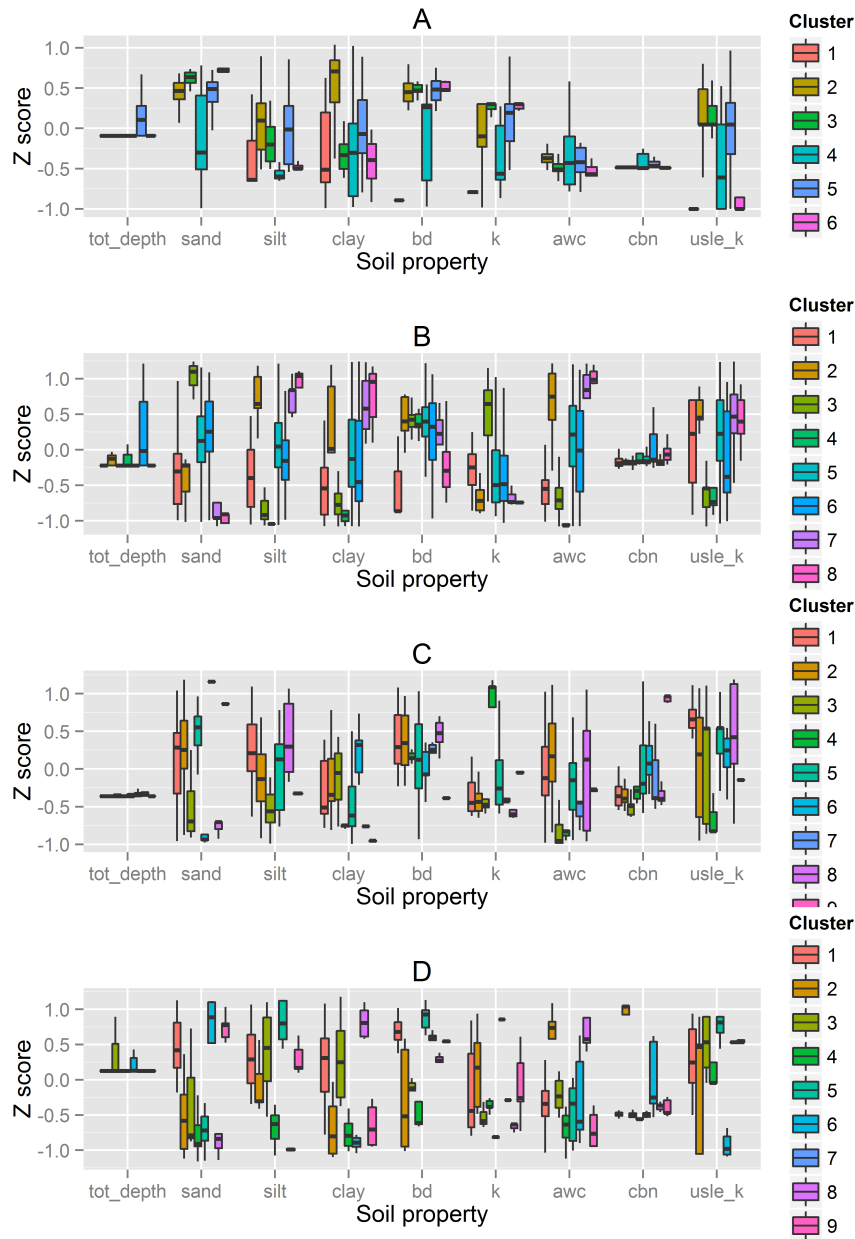 A
Z score
1.0
0.5
0.0
-0.5
-1.0
tot_depth sand silt clay bd k awc cbn usle_k
Soil property
Cluster
1
2
3
4
5
6
B
Z score
1.0
0.5
0.0
-0.5
-1.0
tot_depth sand silt clay bd k awc cbn usle_k
Soil property
Cluster
1
2
3
4
5
6
7
8
C
Z score
1.0
0.5
0.0
-0.5
-1.0
tot_depth sand silt clay bd k awc cbn usle_k
Soil property
Cluster
1
2
3
4
5
6
7
8
D
Z score
1.0
0.5
0.0
-0.5
-1.0
tot_depth sand silt clay bd k awc cbn usle_k
Soil property
Cluster
1
2
3
4
5
6
7
8
9